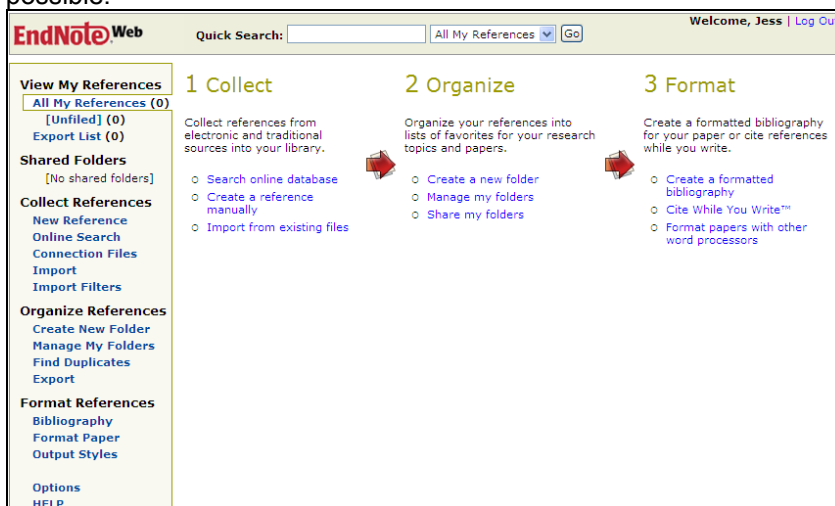 possible.
EndNote Web
Quick Search:
All My References
Go
Welcome, Jess | Log Ou
View My References
All My References (0)
[Unfiled] (0)
Export List (0)
Shared Folders
[No shared folders]
Collect References
New Reference
Online Search
Connection Files
Import
Import Filters
Organize References
Create New Folder
Manage My Folders
Find Duplicates
Export
Format References
Bibliography
Format Paper
Output Styles
Options
HELP
1 Collect
Collect references from
electronic and traditional
sources into your library.
Search online database
Create a reference
manually
Import from existing files
2 Organize
Organize your references into
lists of favorites for your research
topics and papers.
Create a new folder
Manage my folders
Share my folders
3 Format
Create a formatted bibliography
for your paper or cite references
while you write.
Create a formatted
bibliography
Cite While You Write™
Format papers with other
word processors